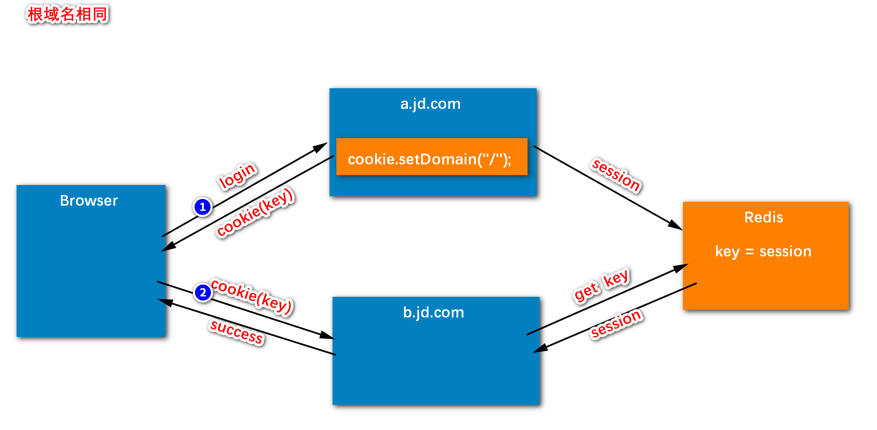 根域名相同
a.jd.com
cookie.setDomain("/");
login
session
Browser
1
cookie(key)
Redis
key = session
2
cookie(key)
get key
b.jd.com
success
session